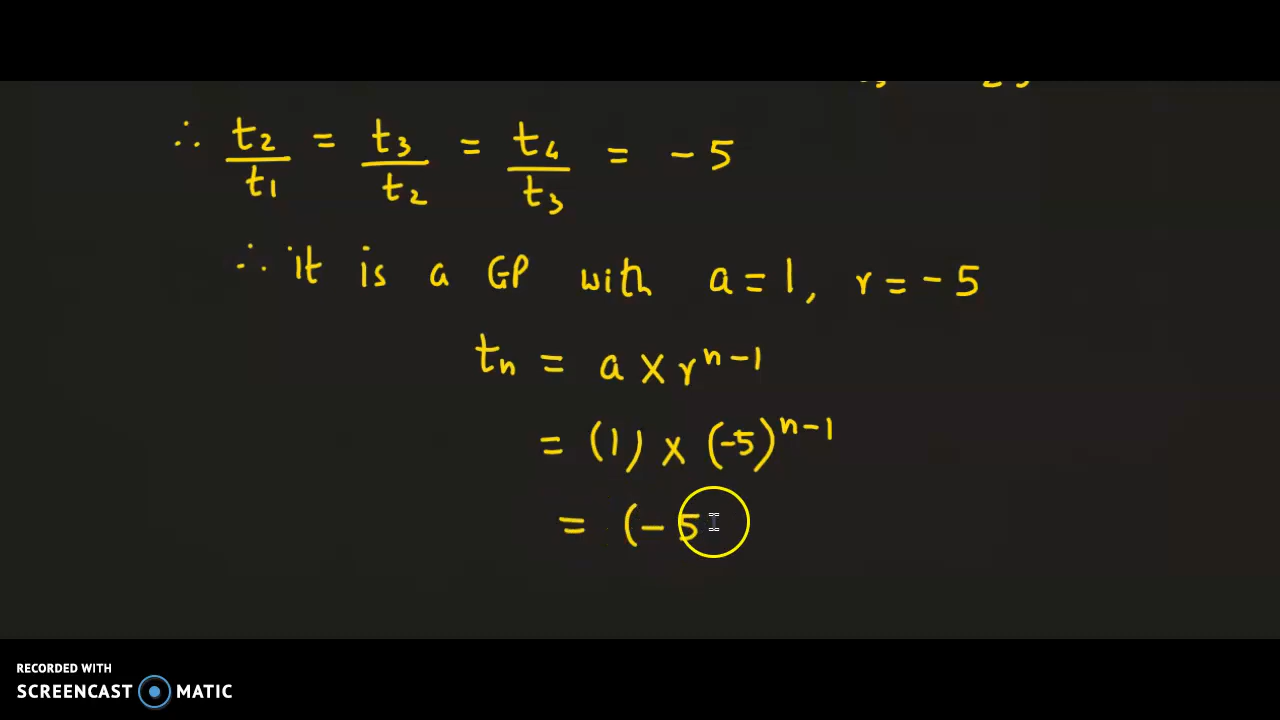 ∴ t2/t1 = t3/t2 = t4/t3 = -5
∴ it is a GP with a = 1, r = -5
tn = a × r^n-1
= (1) × (-5)^n-1
= (-5
RECORDED WITH
SCREENCAST MATIC